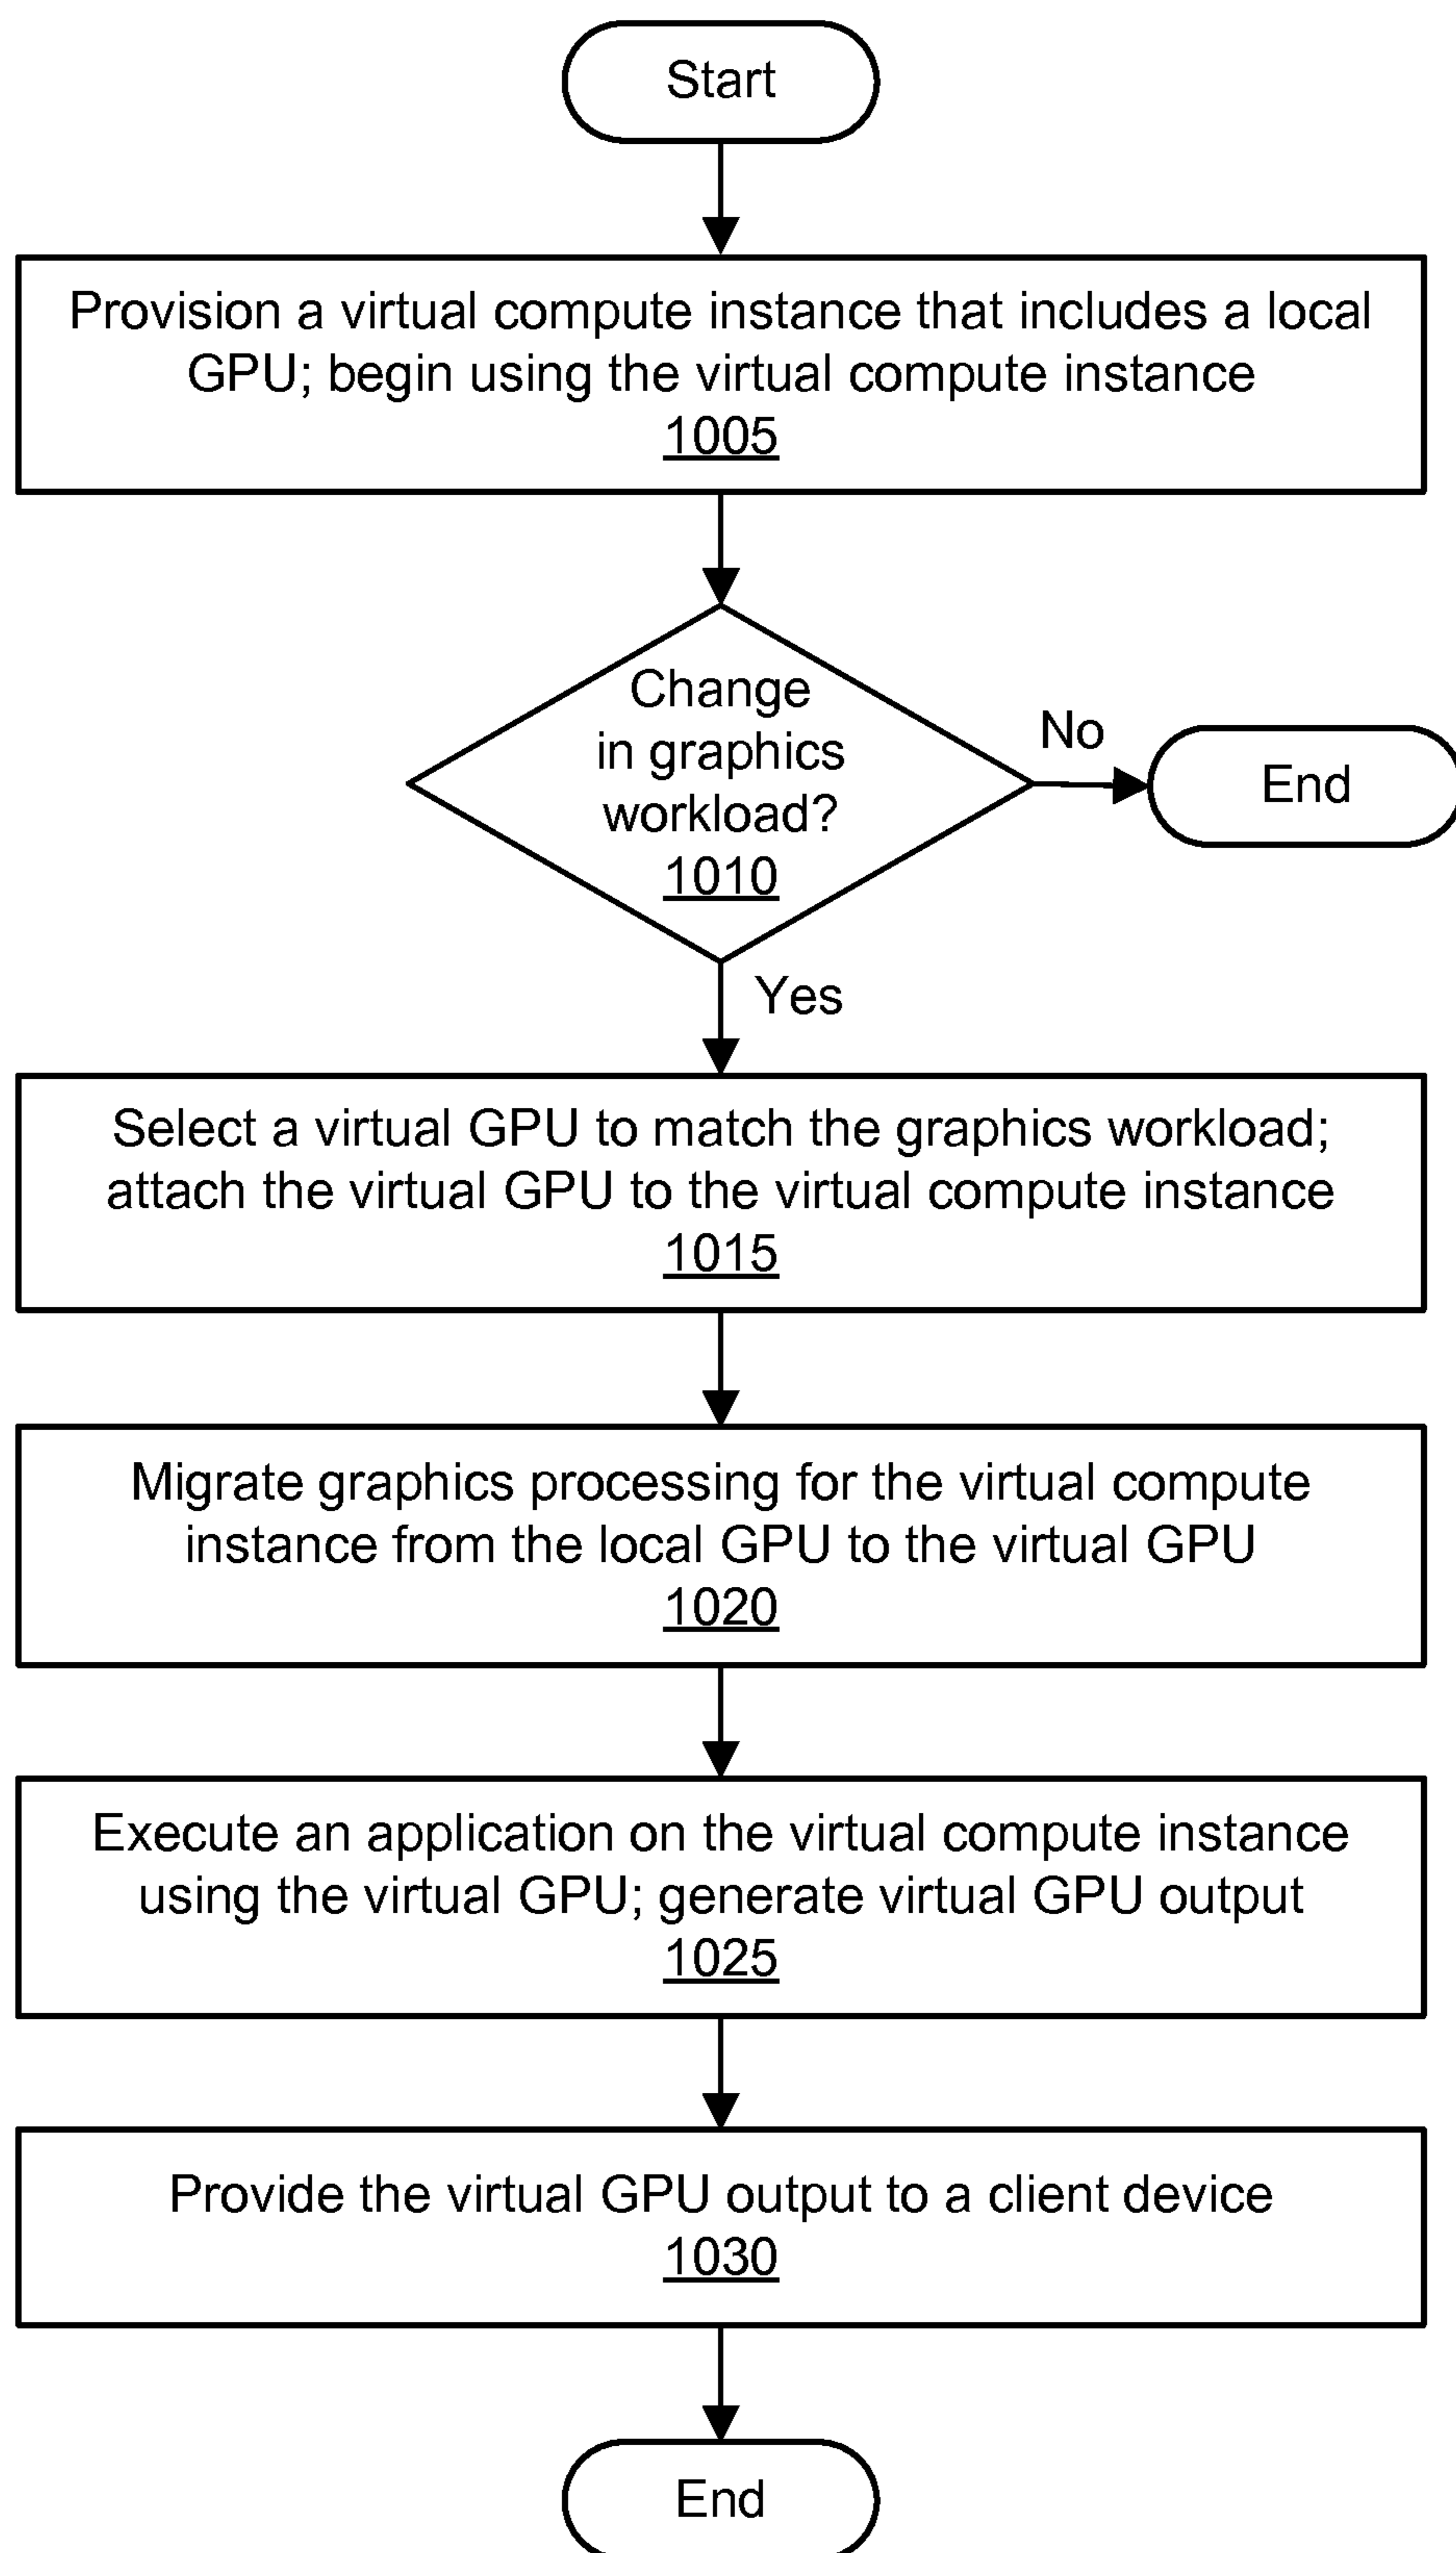 Start
Provision a virtual compute instance that includes a local
GPU; begin using the virtual compute instance
1005
Change
in graphics
workload?
1010
No
End
Yes
Select a virtual GPU to match the graphics workload;
attach the virtual GPU to the virtual compute instance
1015
Migrate graphics processing for the virtual compute
instance from the local GPU to the virtual GPU
1020
Execute an application on the virtual compute instance
using the virtual GPU; generate virtual GPU output
1025
Provide the virtual GPU output to a client device
1030
End